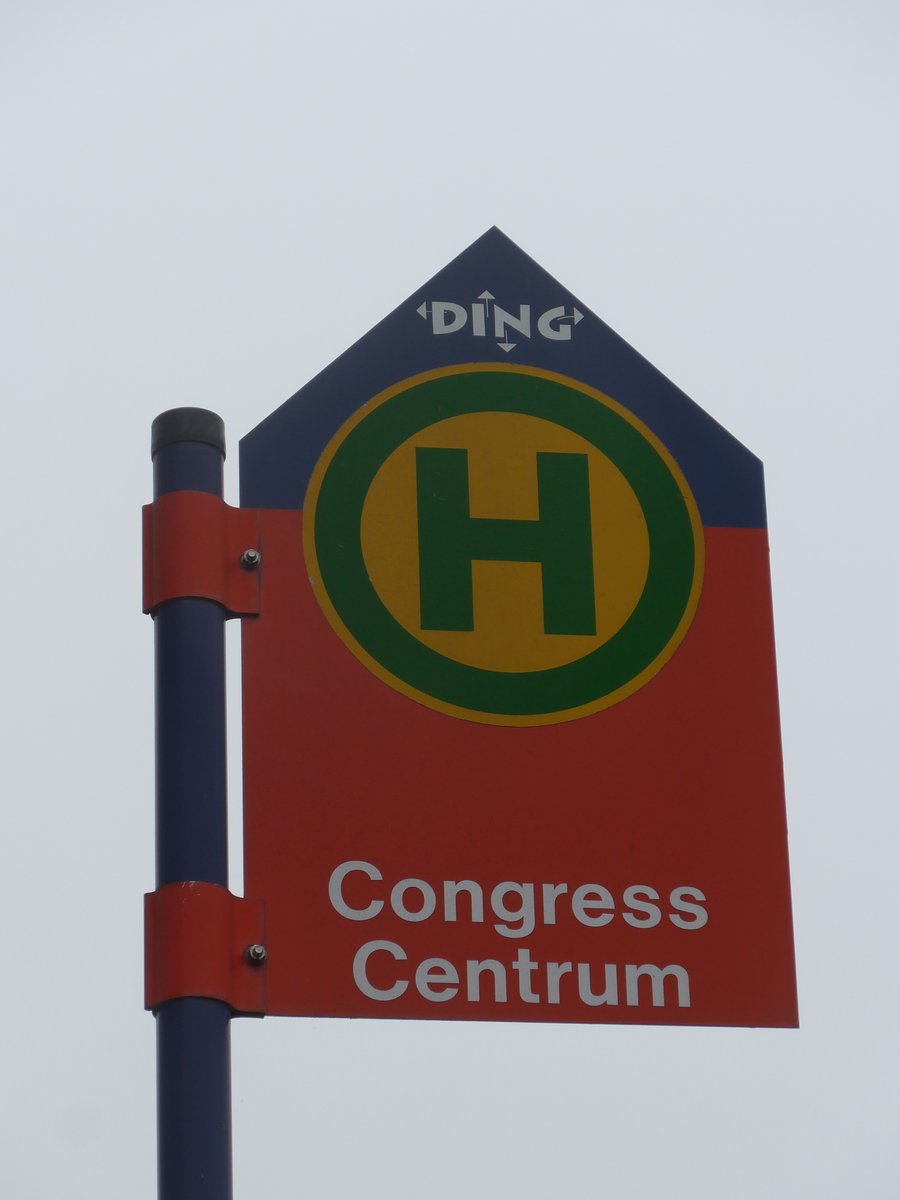 DING
H
Congress
Centrum